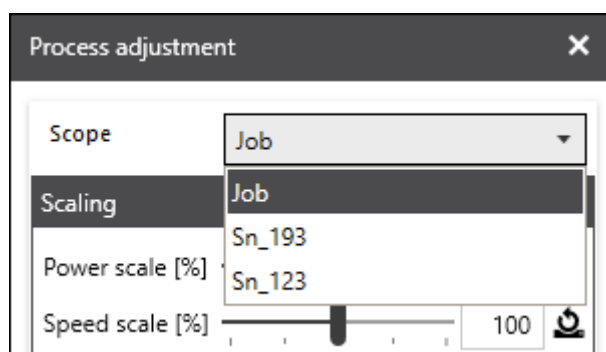 Process adjustment
Scope
Job
Job
Scaling
Sn_193
Power scale [%]
Sn_123
Speed scale [%]
100